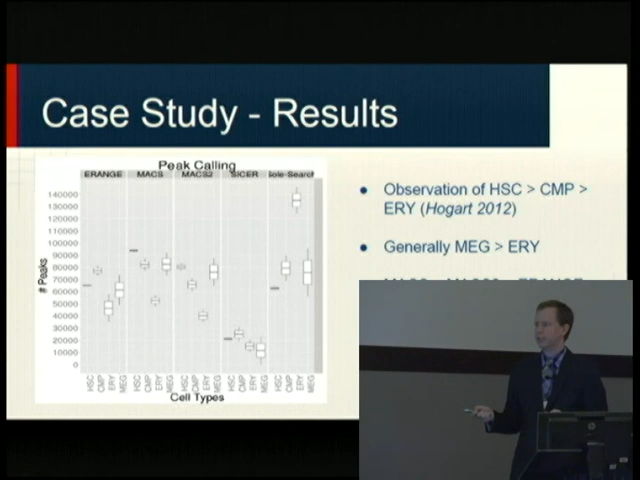 Case Study - Results
Peak Calling
ERANGE MACS MACS2 SICER ole-Search
140000
130000
120000
110000
100000
90000
80000
70000
60000
50000
40000
30000
20000
10000
0
# Peaks
HSC CMP ERY MEG HSC CMP ERY MEG HSC CMP ERY MEG HSC CMP ERY MEG HSC CMP ERY MEG
Cell Types
● Observation of HSC > CMP >
ERY (Hogart 2012)
● Generally MEG > ERY